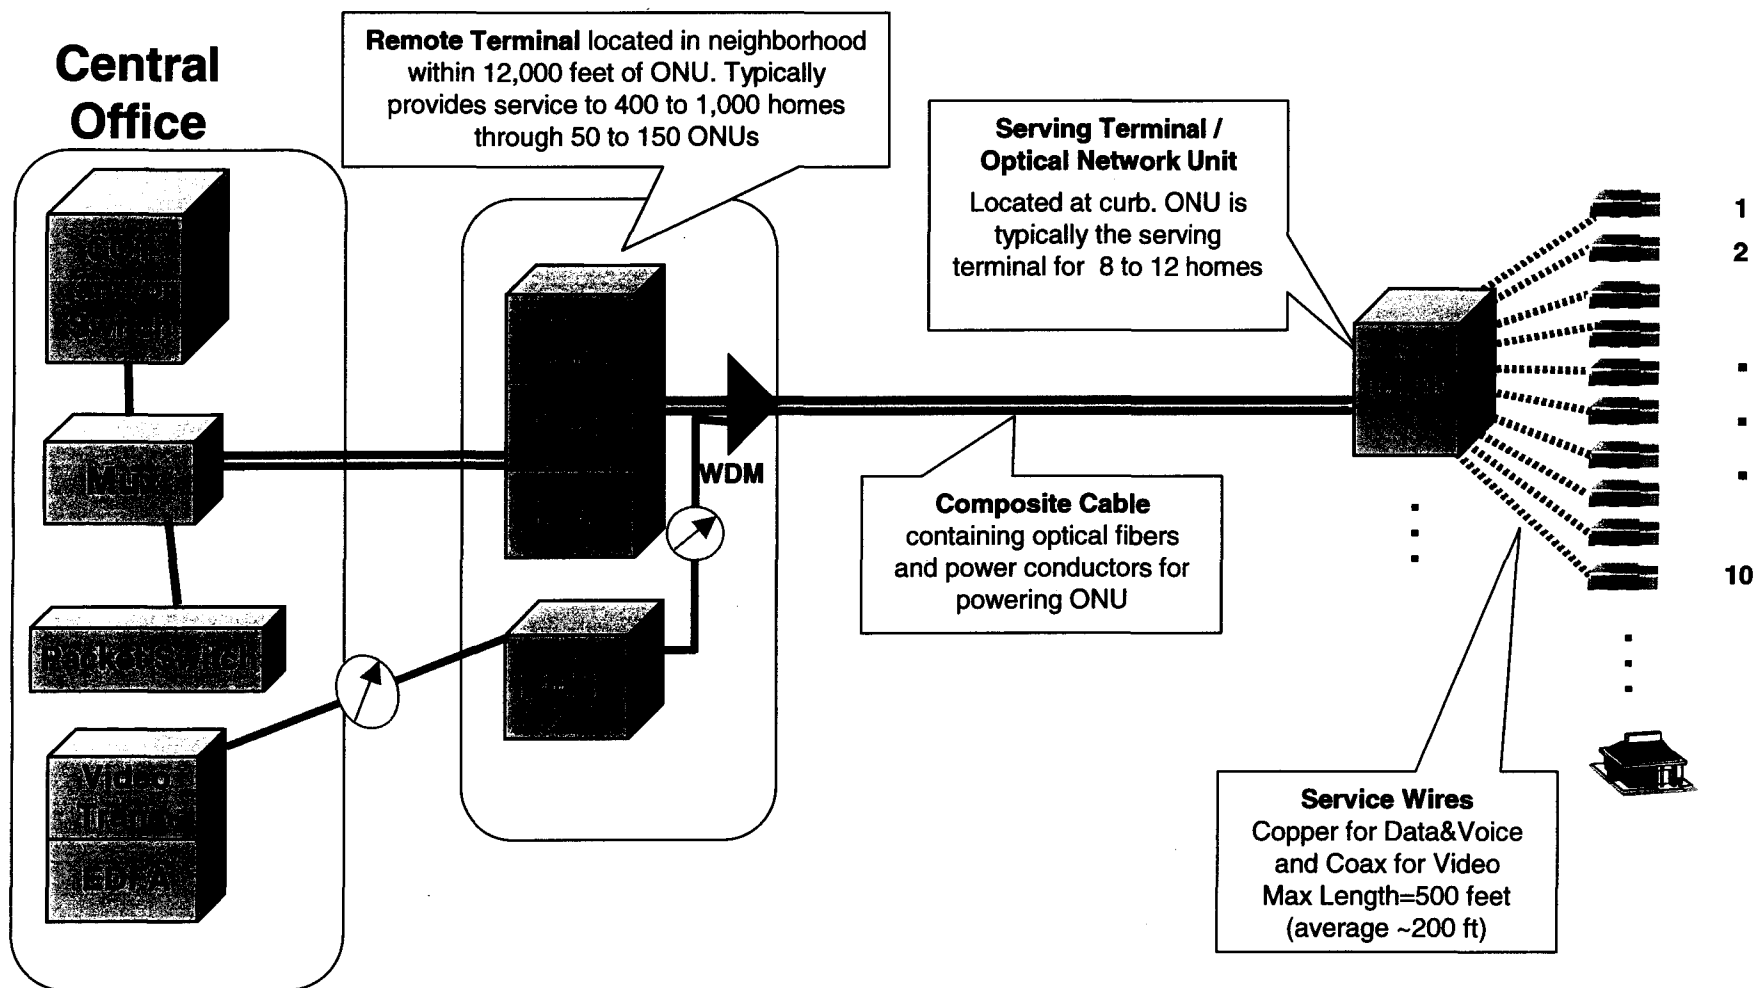 Central
Office
Remote Terminal located in neighborhood
within 12,000 feet of ONU. Typically
provides service to 400 to 1,000 homes
through 50 to 150 ONUs
Serving Terminal /
Optical Network Unit
Located at curb. ONU is
typically the serving
terminal for 8 to 12 homes
1
2
10
Switch
Mux
Packet Switch
Video
EDFA
WDM
Composite Cable
containing optical fibers
and power conductors for
powering ONU
Service Wires
Copper for Data&Voice
and Coax for Video
Max Length=500 feet
(average ~200 ft)